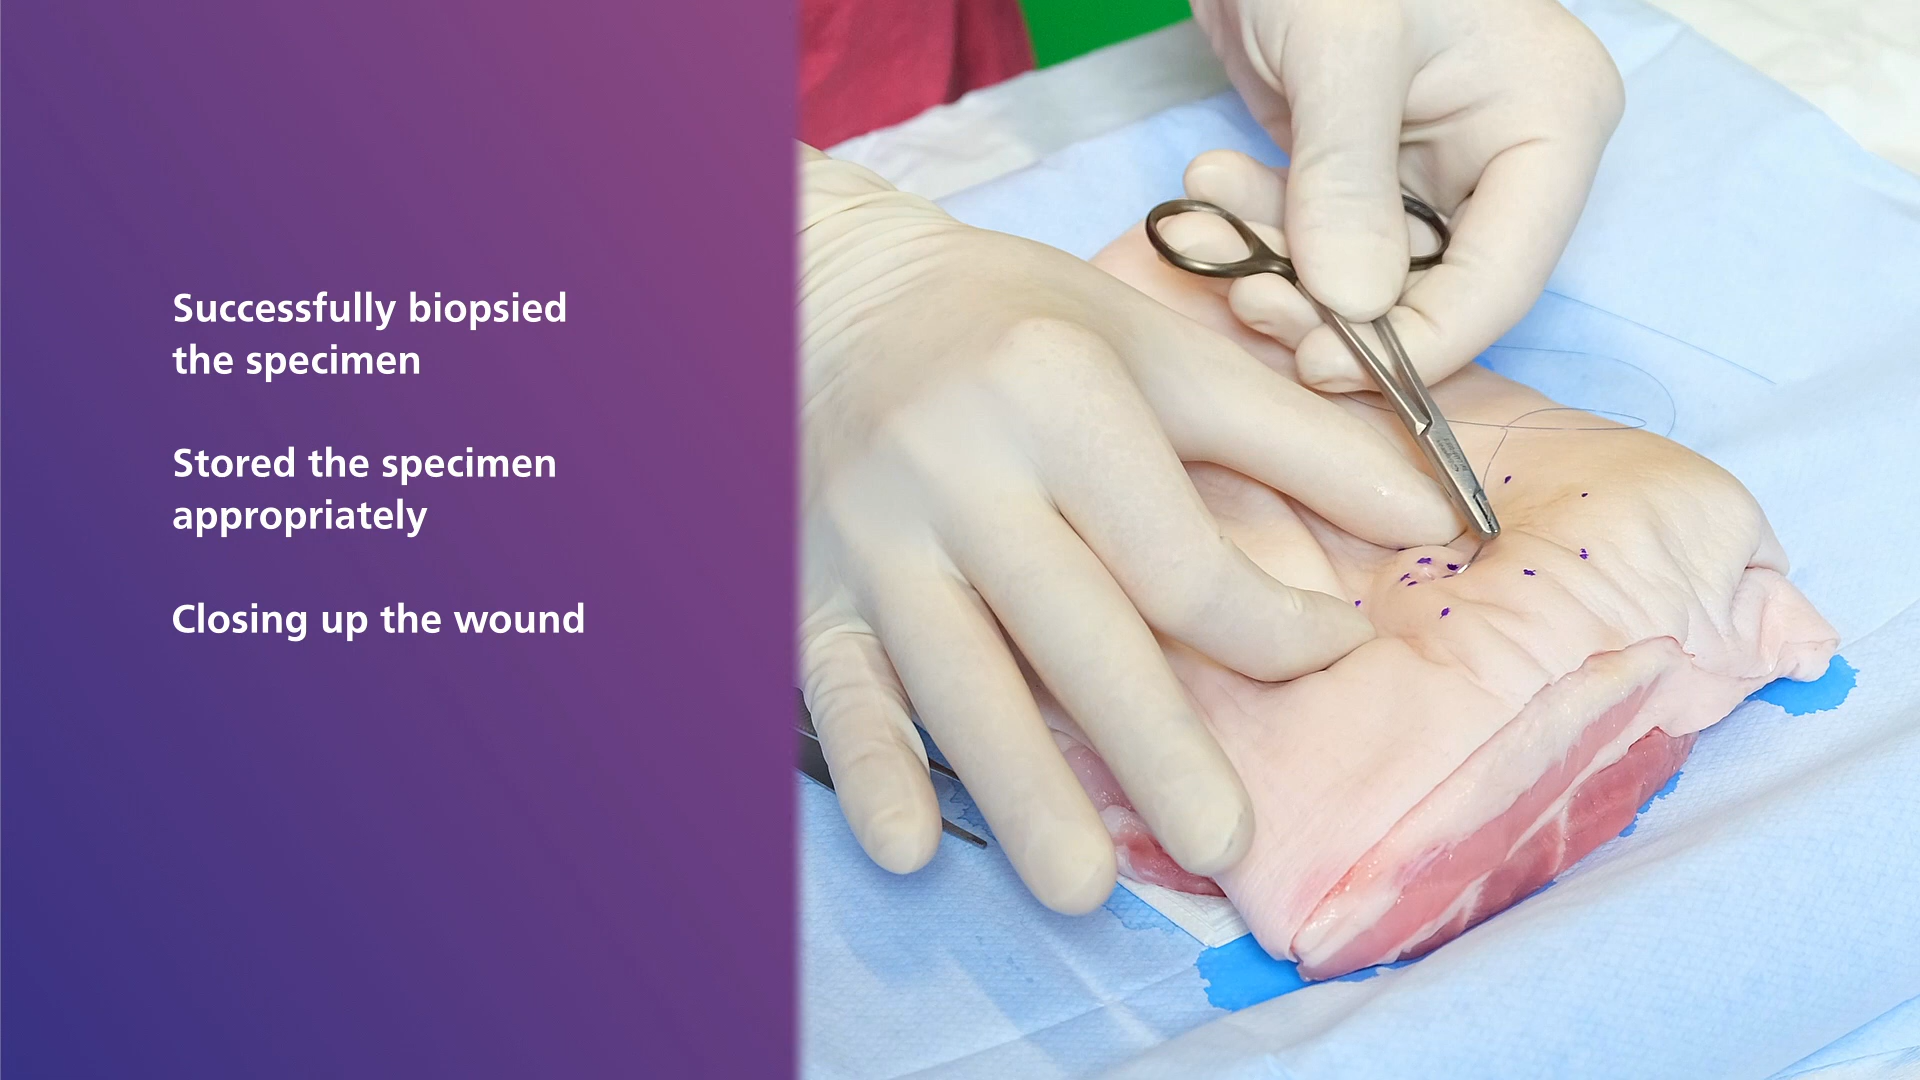 Successfully biopsied
the specimen
Stored the specimen
appropriately
Closing up the wound